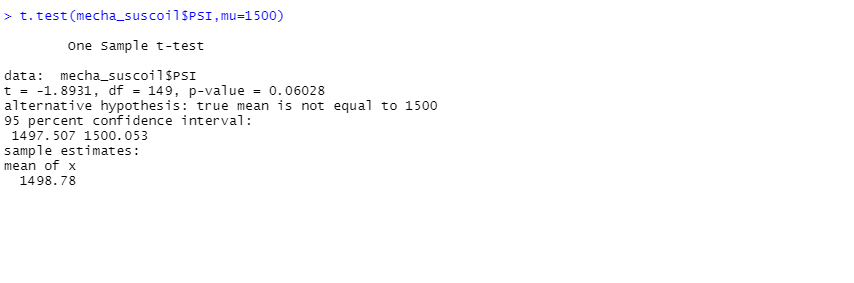 > t.test(mecha_suscoil$PSI,mu=1500)
One Sample t-test
data:  mecha_suscoil$PSI
t = -1.8931, df = 149, p-value = 0.06028
alternative hypothesis: true mean is not equal to 1500
95 percent confidence interval:
1497.507 1500.053
sample estimates:
mean of x
1498.78